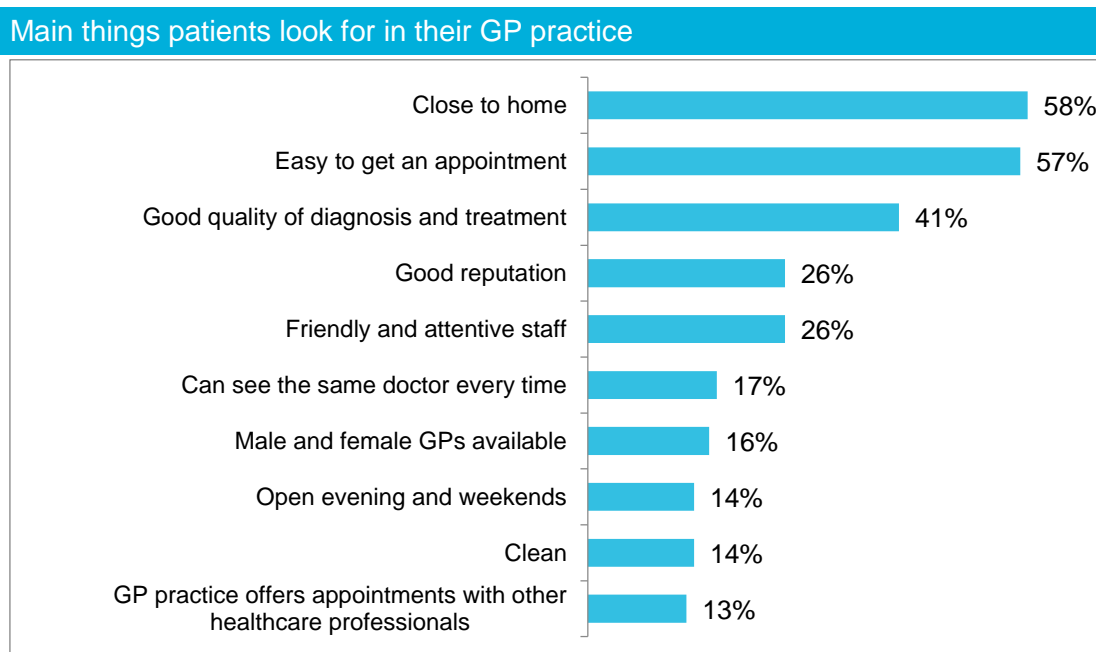 Main things patients look for in their GP practice
Close to home 58%
Easy to get an appointment 57%
Good quality of diagnosis and treatment 41%
Good reputation 26%
Friendly and attentive staff 26%
Can see the same doctor every time 17%
Male and female GPs available 16%
Open evening and weekends 14%
Clean 14%
GP practice offers appointments with other
healthcare professionals 13%